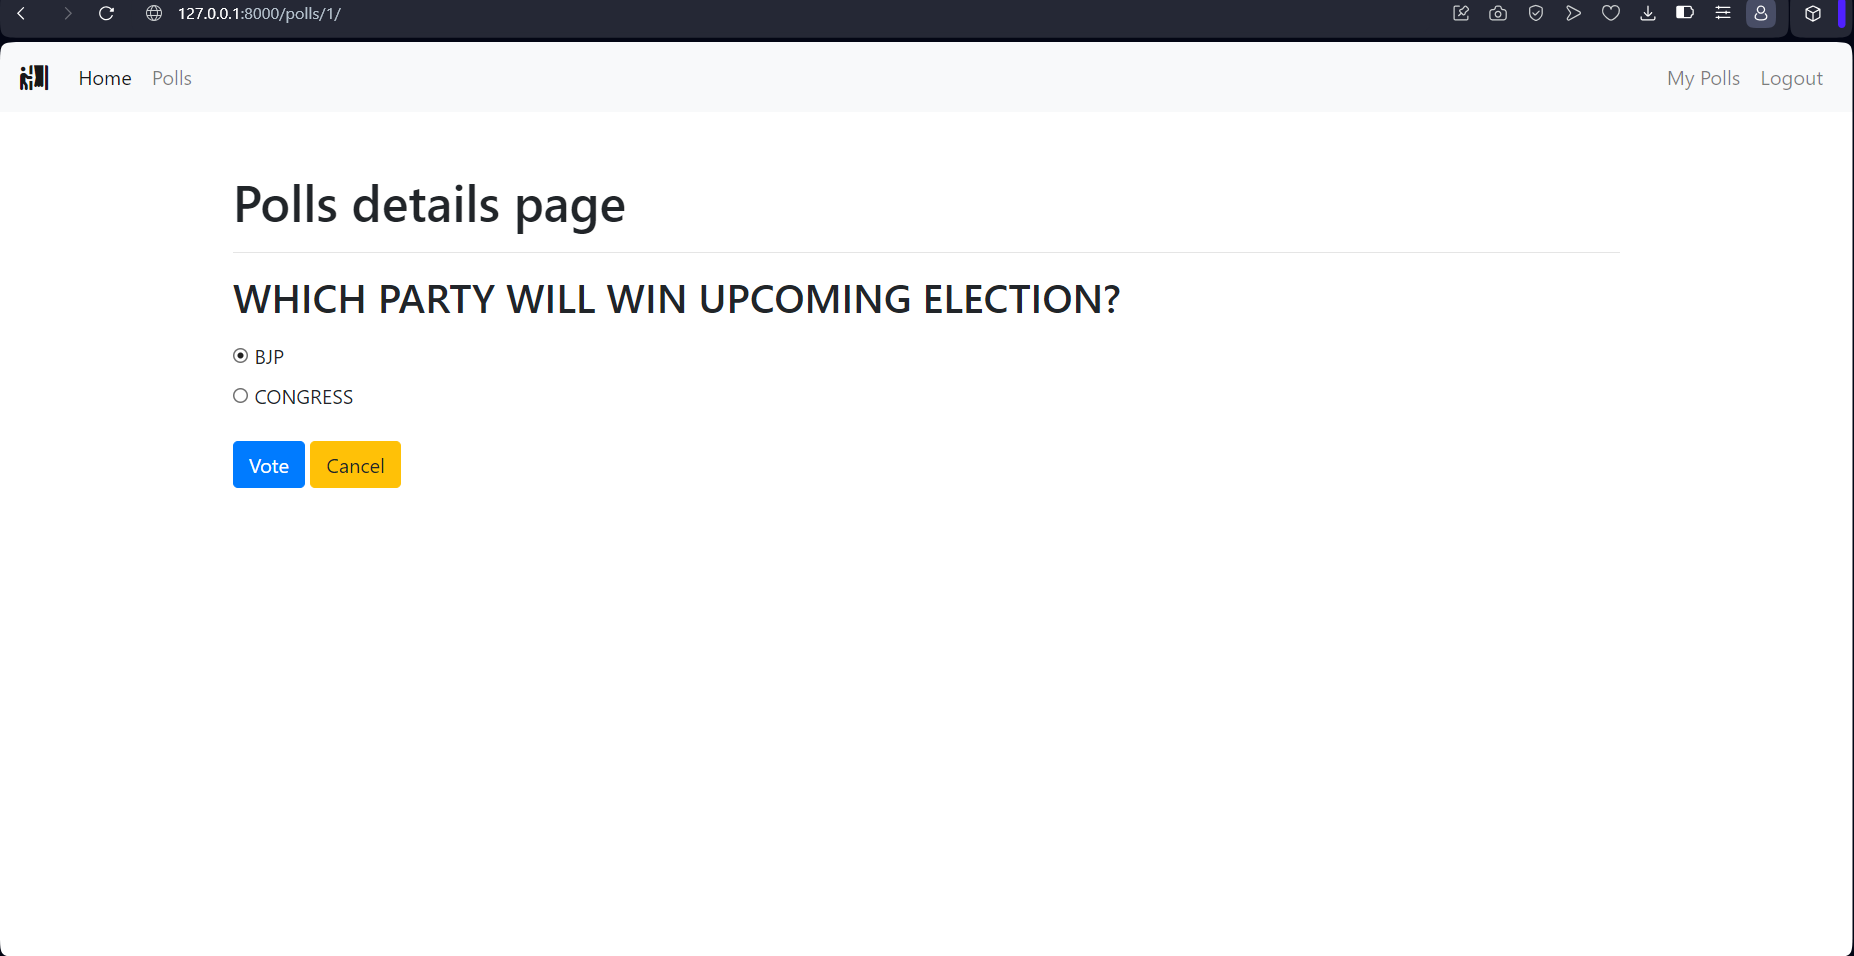 127.0.0.1:8000/polls/1/
Home Polls My Polls Logout
Polls details page
WHICH PARTY WILL WIN UPCOMING ELECTION?
BJP
CONGRESS
Vote Cancel